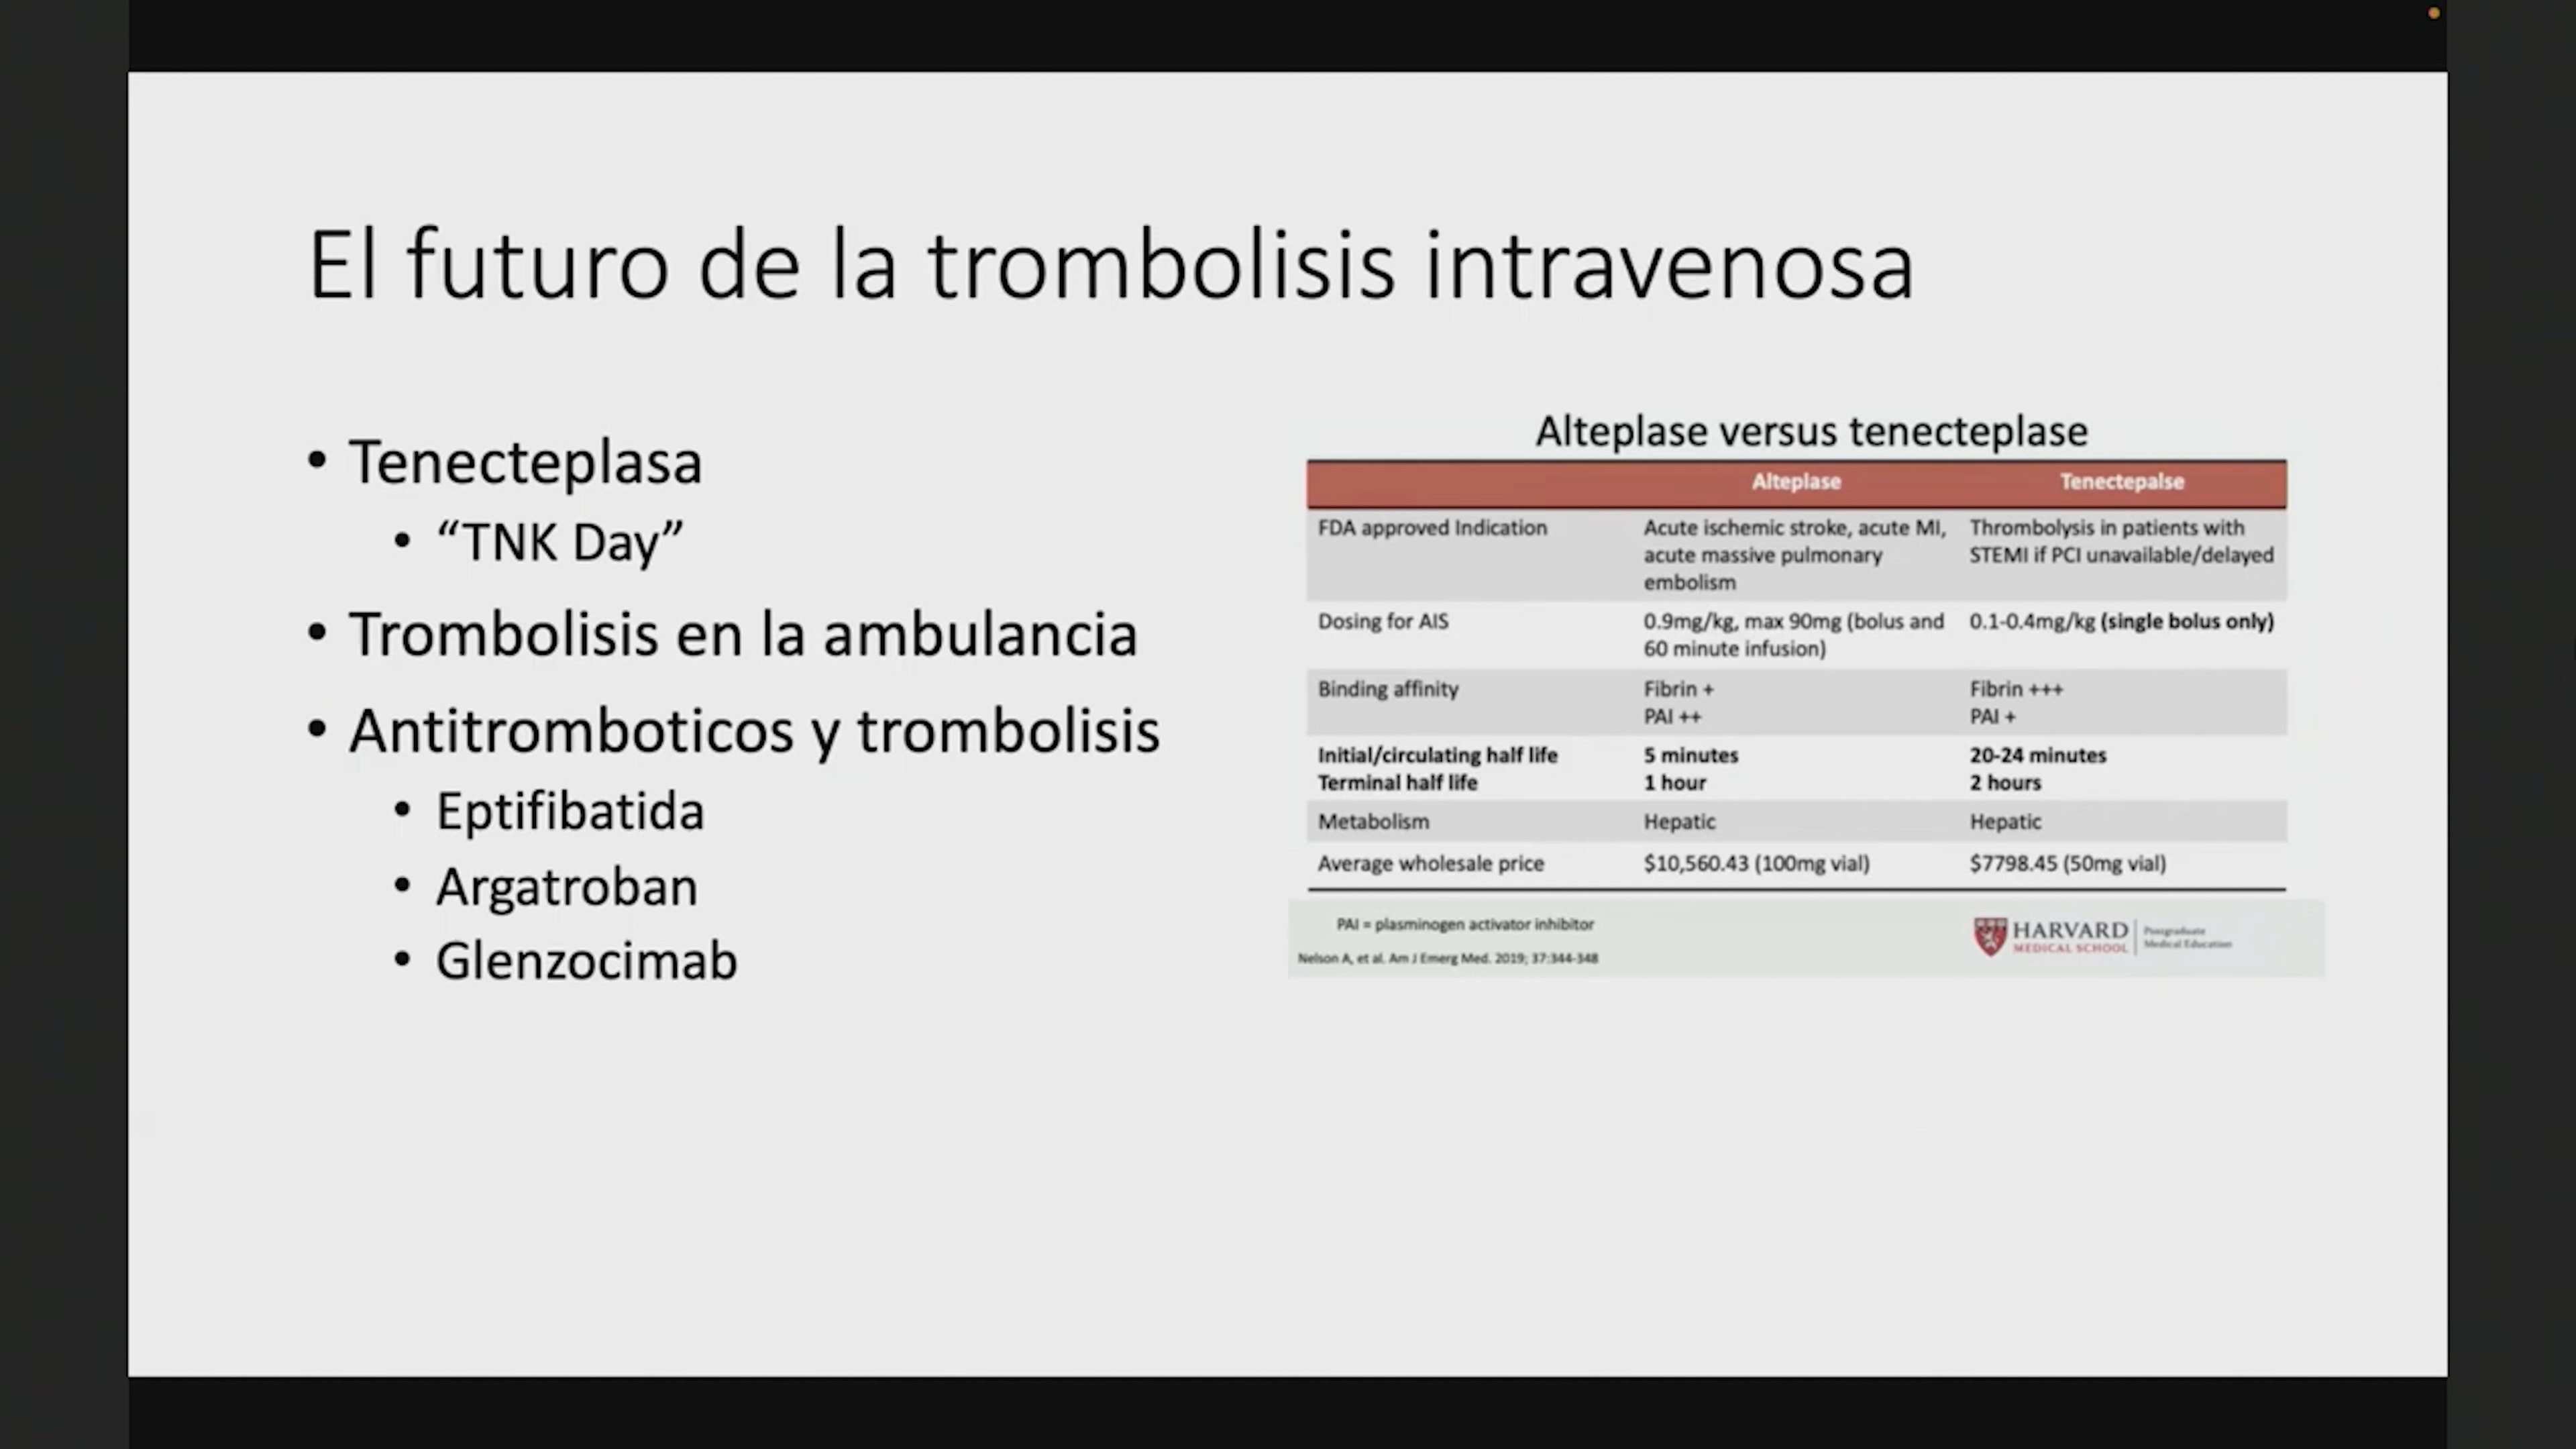 El futuro de la trombolisis intravenosa
• Tenecteplasa
• “TNK Day”
• Trombolisis en la ambulancia
• Antitromboticos y trombolisis
• Eptifibatida
• Argatroban
• Glenzocimab
Alteplase versus tenecteplase
Alteplase Tenectepalse
FDA approved Indication Acute ischemic stroke, acute MI, Thrombolysis in patients with
acute massive pulmonary STEMI if PCI unavailable/delayed
embolism
Dosing for AIS 0.9mg/kg, max 90mg (bolus and 0.1-0.4mg/kg (single bolus only)
60 minute infusion)
Binding affinity Fibrin + Fibrin +++
PAI ++ PAI +
Initial/circulating half life 5 minutes 20-24 minutes
Terminal half life 1 hour 2 hours
Metabolism Hepatic Hepatic
Average wholesale price $10,560.43 (100mg vial) $7798.45 (50mg vial)
PAI = plasminogen activator inhibitor
Nelson A, et al. Am J Emerg Med. 2019; 37:344-348
HARVARD
MEDICAL SCHOOL
Postgraduate
Medical Education